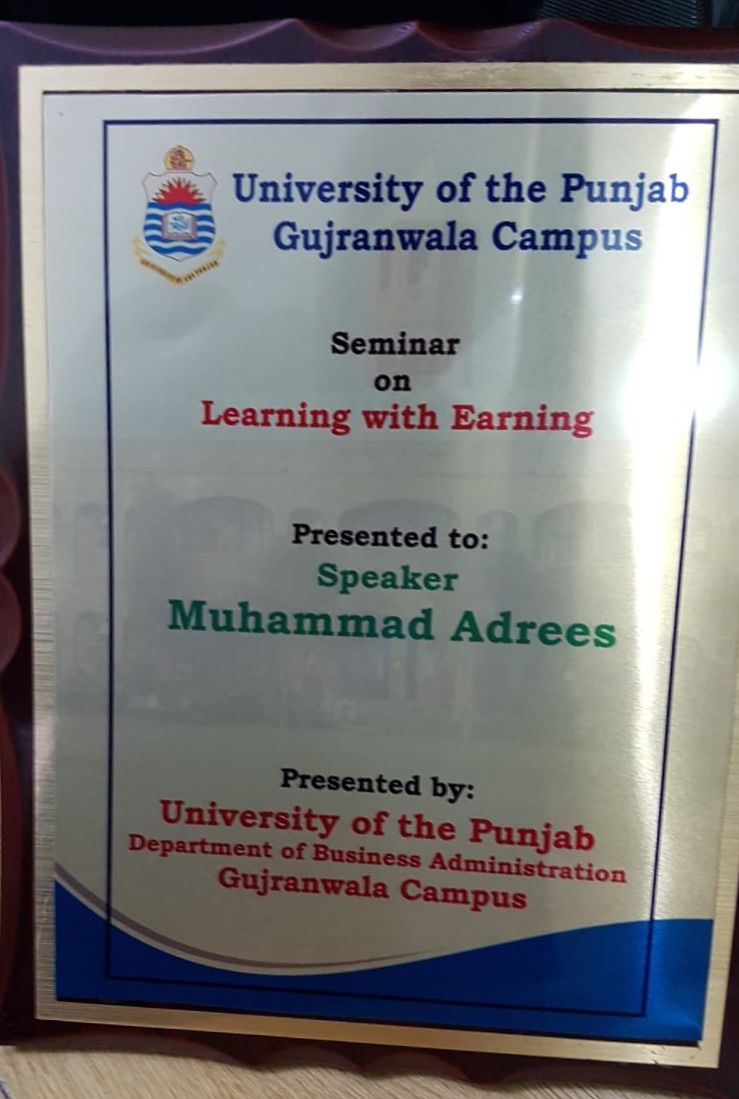 University of the Punjab
Gujranwala Campus
Seminar
on
Learning with Earning
Presented to:
Speaker
Muhammad Adrees
Presented by:
University of the Punjab
Department of Business Administration
Gujranwala Campus